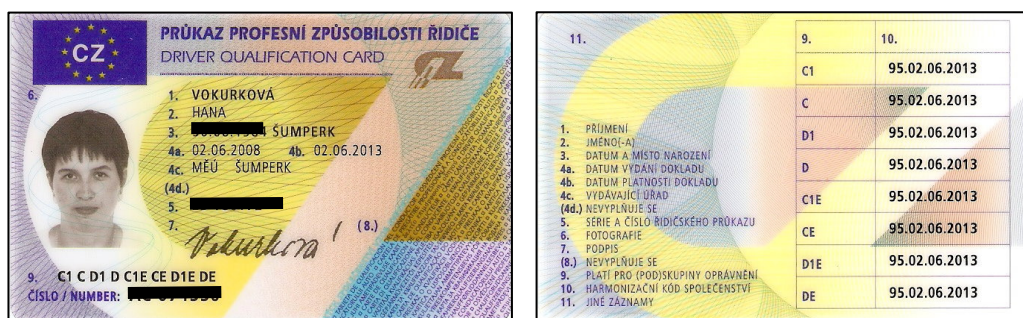 CZ
PRŮKAZ PROFESNÍ ZPŮSOBILOSTI ŘIDIČE
DRIVER QUALIFICATION CARD
6.
1. VOKURKOVÁ
2. HANA
3. ŠUMPERK
4a. 02.06.2008 4b. 02.06.2013
4c. MĚÚ ŠUMPERK
(4d.)
5.
7. Vokurková (8.)
9. C1 C D1 D C1E CE D1E DE
ČÍSLO / NUMBER:
11.
1. PŘÍJMENÍ
2. JMÉNO(-A)
3. DATUM A MÍSTO NAROZENÍ
4a. DATUM VYDÁNÍ DOKLADU
4b. DATUM PLATNOSTI DOKLADU
4c. VYDÁVAJÍCÍ ÚŘAD
(4d.) NEVYPLŇUJE SE
5. SÉRIE A ČÍSLO ŘIDIČSKÉHO PRŮKAZU
6. FOTOGRAFIE
7. PODPIS
(8.) NEVYPLŇUJE SE
9. PLATÍ PRO (POD)SKUPINY OPRÁVNĚNÍ
10. HARMONIZAČNÍ KÓD SPOLEČENSTVÍ
11. JINÉ ZÁZNAMY
9. 10.
C1 95.02.06.2013
C 95.02.06.2013
D1 95.02.06.2013
D 95.02.06.2013
C1E 95.02.06.2013
CE 95.02.06.2013
D1E 95.02.06.2013
DE 95.02.06.2013